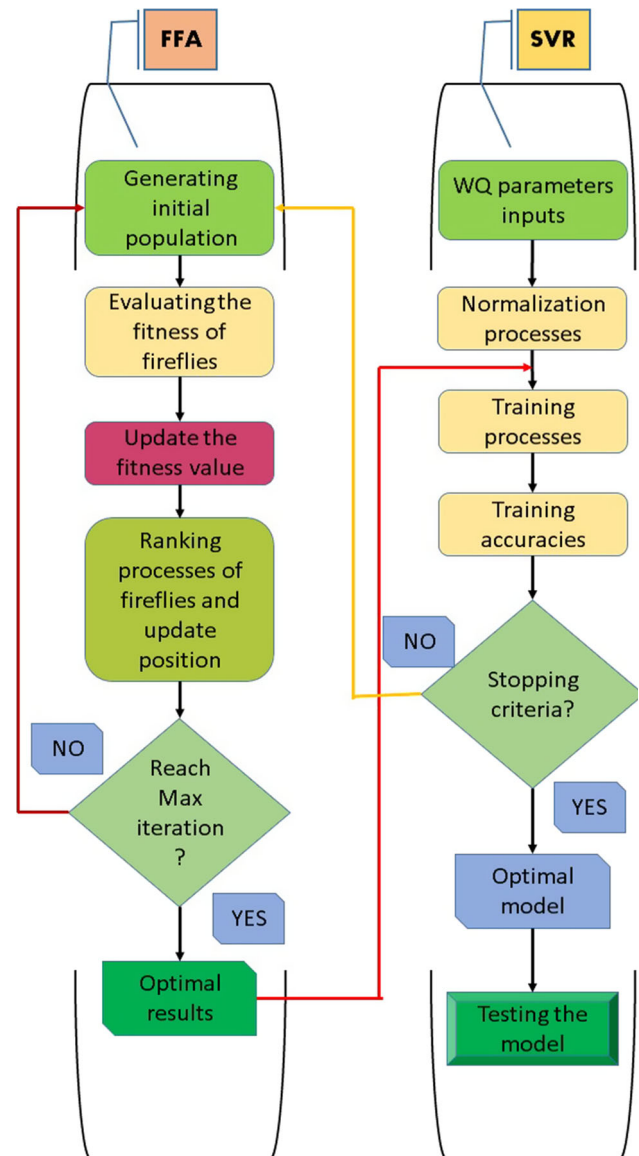 FFA
Generating
initial
population
Evaluating the
fitness of
fireflies
Update the
fitness value
Ranking
processes of
fireflies and
update
position
NO
Reach
Max
iteration
?
YES
Optimal
results
SVR
WQ parameters
inputs
Normalization
processes
Training
processes
Training
accuracies
NO
Stopping
criteria?
YES
Optimal
model
Testing the
model